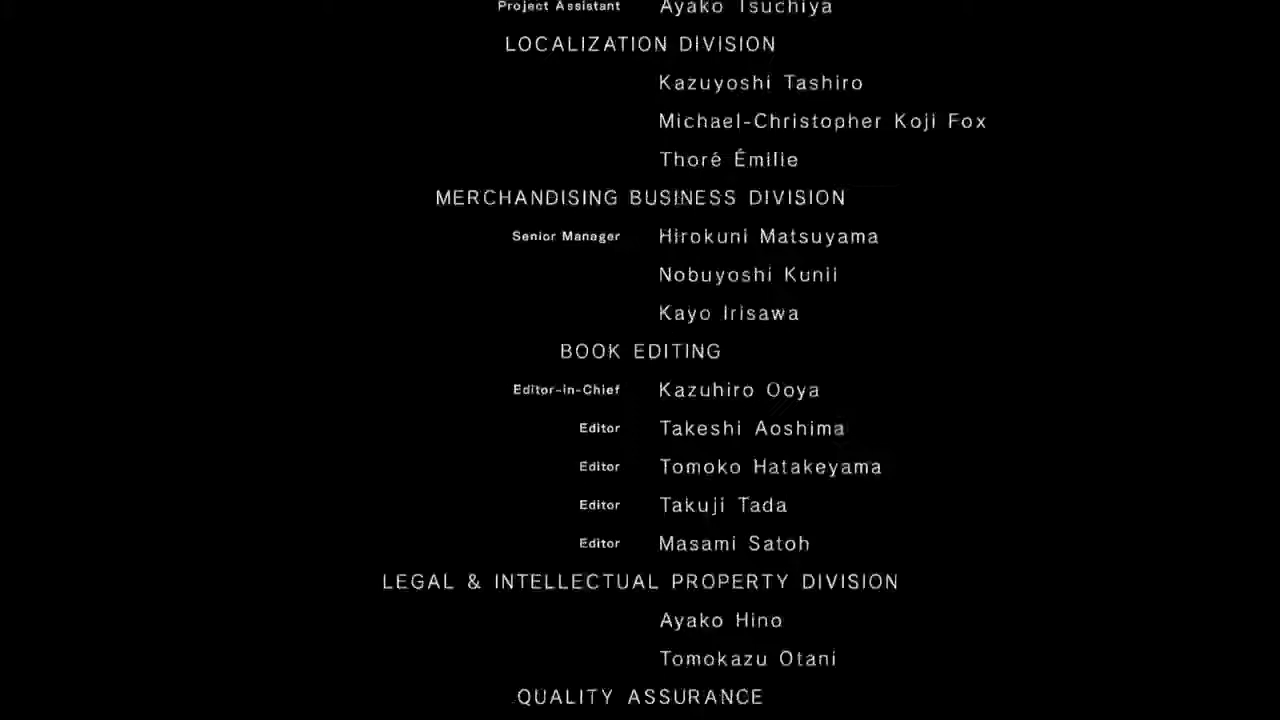 Project Assistant Ayako Tsuchiya
LOCALIZATION DIVISION
Kazuyoshi Tashiro
Michael-Christopher Koji Fox
Thoré Émilie
MERCHANDISING BUSINESS DIVISION
Senior Manager Hirokuni Matsuyama
Nobuyoshi Kunii
Kayo Irisawa
BOOK EDITING
Editor-in-Chief Kazuhiro Ooya
Editor Takeshi Aoshima
Editor Tomoko Hatakeyama
Editor Takuji Tada
Editor Masami Satoh
LEGAL & INTELLECTUAL PROPERTY DIVISION
Ayako Hino
Tomokazu Otani
QUALITY ASSURANCE